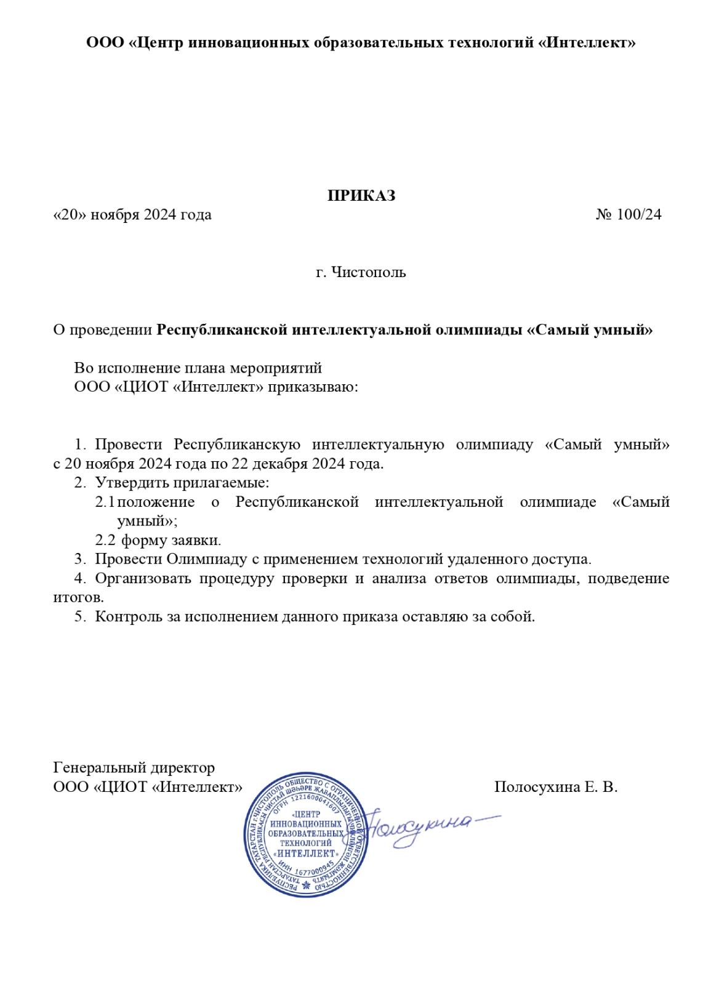 ООО «Центр инновационных образовательных технологий «Интеллект»
ПРИКАЗ
«20» ноября 2024 года № 100/24
г. Чистополь
О проведении Республиканской интеллектуальной олимпиады «Самый умный»
Во исполнение плана мероприятий
ООО «ЦИОТ «Интеллект» приказываю:
1. Провести Республиканскую интеллектуальную олимпиаду «Самый умный»
с 20 ноября 2024 года по 22 декабря 2024 года.
2. Утвердить прилагаемые:
2.1 положение о Республиканской интеллектуальной олимпиаде «Самый
умный»;
2.2 форму заявки.
3. Провести Олимпиаду с применением технологий удаленного доступа.
4. Организовать процедуру проверки и анализа ответов олимпиады, подведение
итогов.
5. Контроль за исполнением данного приказа оставляю за собой.
Генеральный директор
ООО «ЦИОТ «Интеллект» Полосухина Е. В.
РЕСПУБЛИКА ТАТАРСТАН г.ЧИСТОПОЛЬ ОБЩЕСТВО С ОГРАНИЧЕННОЙ ОТВЕТСТВЕННОСТЬЮ
ТАТАРСТАН РЕСПУБЛИКАСЫ ЧИСТАЙ ШӘҺӘРЕ ҖАВАПЛЫЛЫГЫ ЧИКЛӘНГӘН ҖӘМГЫЯТЬ
ОГРН 1221600041607
«ЦЕНТР
ИННОВАЦИОННЫХ
ОБРАЗОВАТЕЛЬНЫХ
ТЕХНОЛОГИЙ
«ИНТЕЛЛЕКТ»
ИНН 1677000945
Полосухина